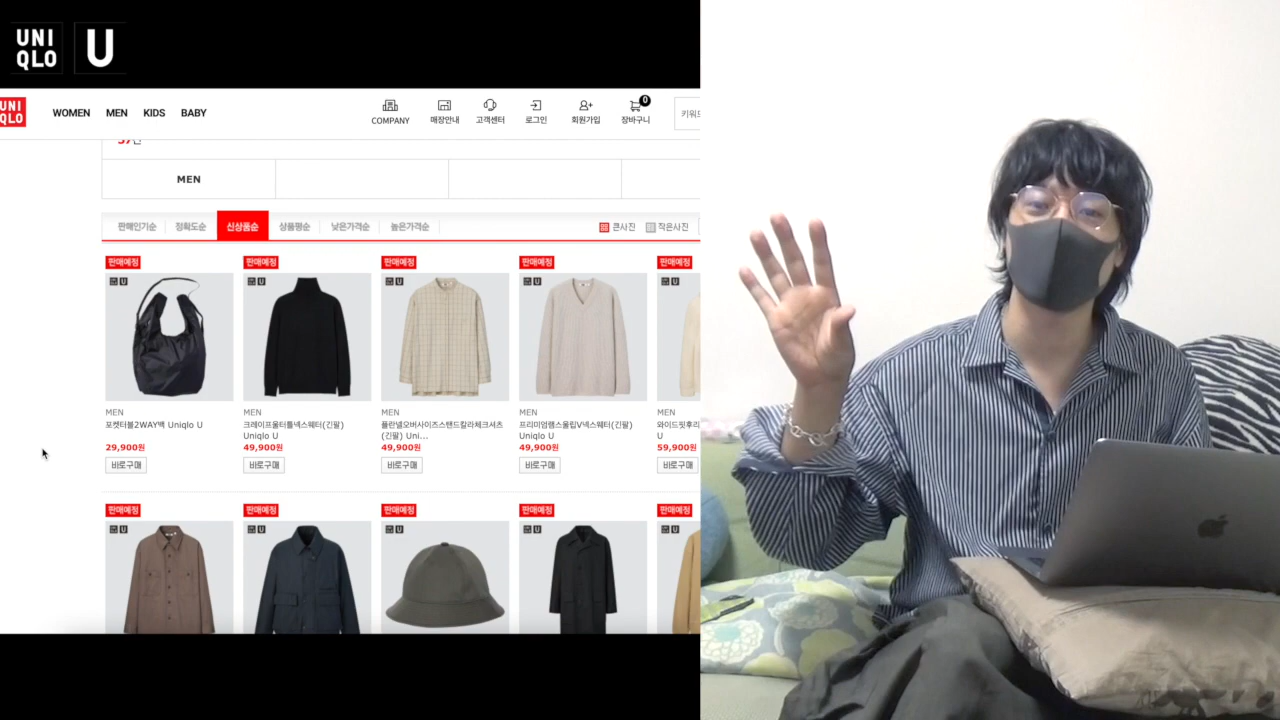 UNI
QLO
U
UNI
QLO
WOMEN
MEN
KIDS
BABY
COMPANY
매장안내
고객센터
로그인
회원가입
0
장바구니
MEN
판매인기순
정확도순
신상품순
상품평순
낮은가격순
높은가격순
큰사진
작은사진
판매예정
판매예정
판매예정
판매예정
판매예정
MEN
포켓터블2WAY백 Uniqlo U
29,900원
바로구매
MEN
크레이프울터틀넥스웨터(긴팔)
Uniqlo U
49,900원
바로구매
MEN
플란넬오버사이즈스탠드칼라체크셔츠
(긴팔) Uni...
49,900원
바로구매
MEN
프리미엄램스울립V넥스웨터(긴팔)
Uniqlo U
49,900원
바로구매
MEN
U
59,900원
바로구매
판매예정
판매예정
판매예정
판매예정
판매예정